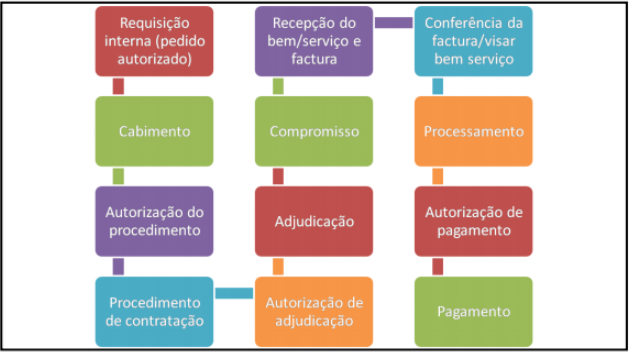 Requisição
interna (pedido
autorizado)
Cabimento
Autorização do
procedimento
Procedimento
de contratação
Autorização de
adjudicação
Adjudicação
Compromisso
Recepção do
bem/serviço e
factura
Conferência da
factura/visar
bem serviço
Processamento
Autorização de
pagamento
Pagamento